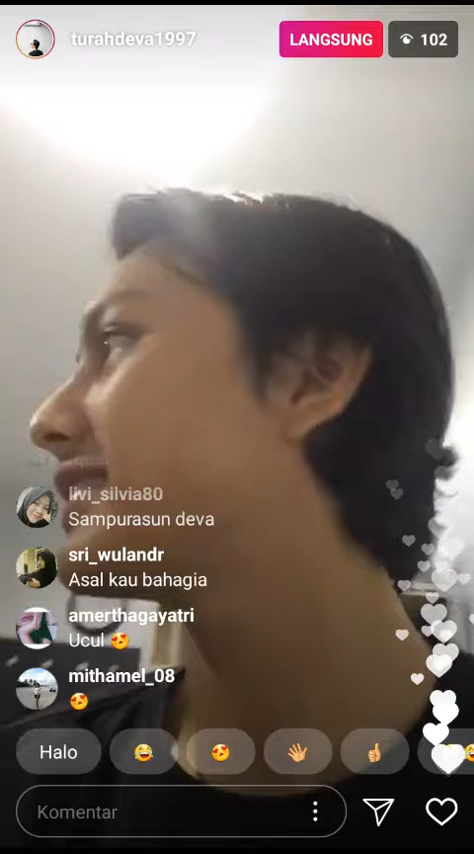 turahdeva1997
LANGSUNG
102
livi_silvia80
Sampurasun deva
sri_wulandr
Asal kau bahagia
amerthagayatri
Ucul 😍
mithamel_08
😍
Halo 😂 😍 👋 👍
Komentar